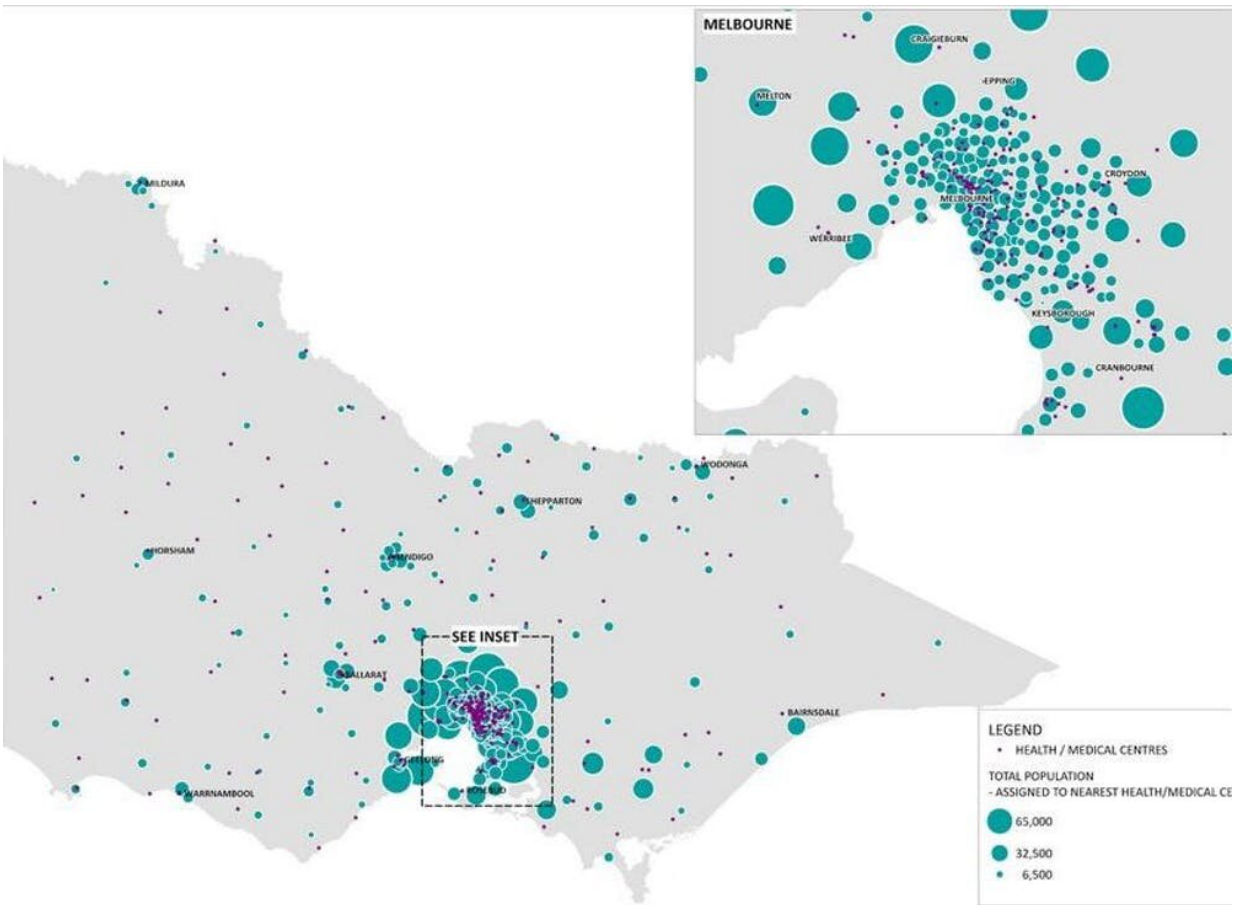 MELBOURNE
CRAIGIEBURN
EPPING
MELTON
CROYDON
MELBOURNE
WERRIBEE
KEYSBOROUGH
CRANBOURNE
MILDURA
WODONGA
SHEPPARTON
HORSHAM
BENDIGO
SEE INSET
BALLARAT
BAIRNSDALE
GEELONG
ROSEBUD
WARRNAMBOOL
LEGEND
HEALTH / MEDICAL CENTRES
TOTAL POPULATION
- ASSIGNED TO NEAREST HEALTH/MEDICAL CE
65,000
32,500
6,500